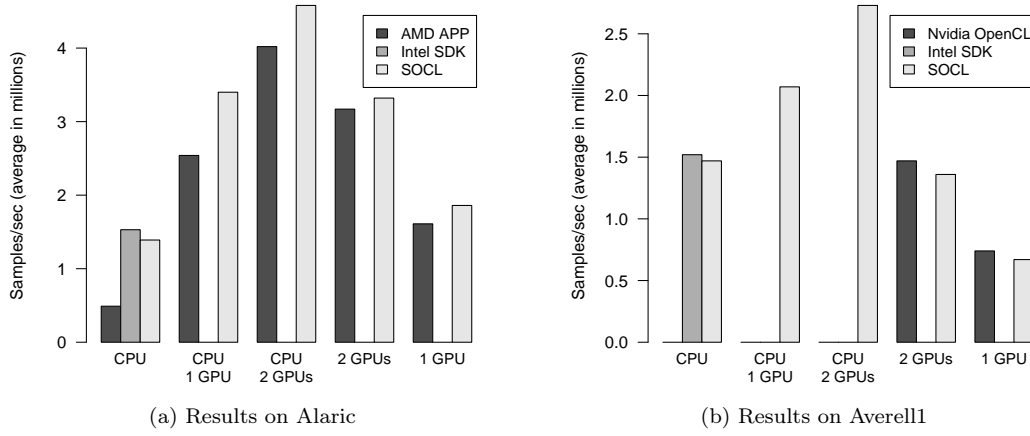 Samples/sec (average in millions)
4
3
2
1
0
AMD APP
Intel SDK
SOCL
CPU
CPU
1 GPU
CPU
2 GPUs
2 GPUs
1 GPU
(a) Results on Alaric
Samples/sec (average in millions)
2.5
2.0
1.5
1.0
0.5
0.0
Nvidia OpenCL
Intel SDK
SOCL
CPU
CPU
1 GPU
CPU
2 GPUs
2 GPUs
1 GPU
(b) Results on Averell1